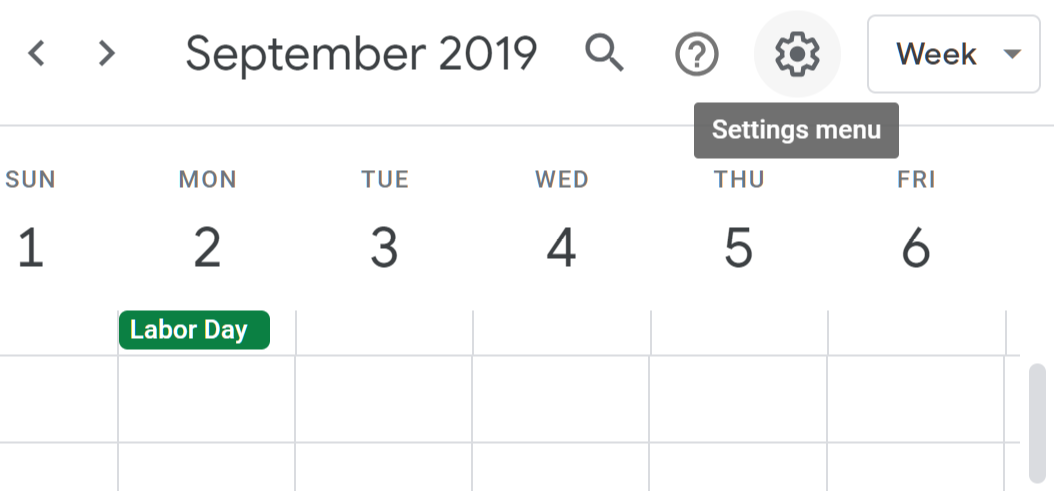 September 2019 Week
Settings menu
SUN MON TUE WED THU FRI
1 2 3 4 5 6
Labor Day